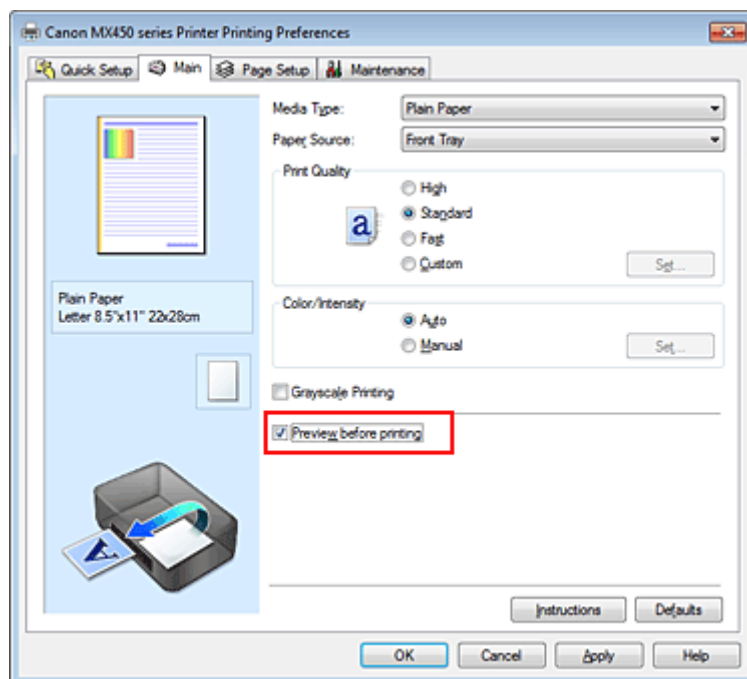 Canon MX450 series Printer Printing Preferences
Quick Setup Main Page Setup Maintenance
Media Type: Plain Paper
Paper Source: Front Tray
Print Quality
High
a Standard
Fast
Custom Set...
Plain Paper
Letter 8.5"x11" 22x28cm
Color/Intensity
Auto
Manual Set...
Grayscale Printing
Preview before printing
A
Instructions Defaults
OK Cancel Apply Help